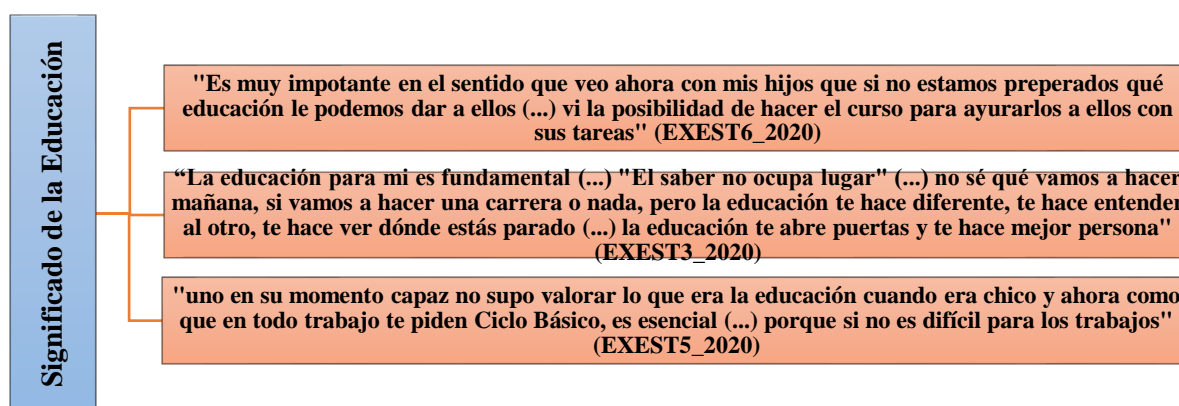 Significado de la Educación
"Es muy impotante en el sentido que veo ahora con mis hijos que si no estamos preperados qué
educación le podemos dar a ellos (...) vi la posibilidad de hacer el curso para ayurarlos a ellos con
sus tareas" (EXEST6_2020)
“La educación para mi es fundamental (...) "El saber no ocupa lugar" (...) no sé qué vamos a hacer
mañana, si vamos a hacer una carrera o nada, pero la educación te hace diferente, te hace entender
al otro, te hace ver dónde estás parado (...) la educación te abre puertas y te hace mejor persona"
(EXEST3_2020)
"uno en su momento capaz no supo valorar lo que era la educación cuando era chico y ahora como
que en todo trabajo te piden Ciclo Básico, es esencial (...) porque si no es difícil para los trabajos"
(EXEST5_2020)